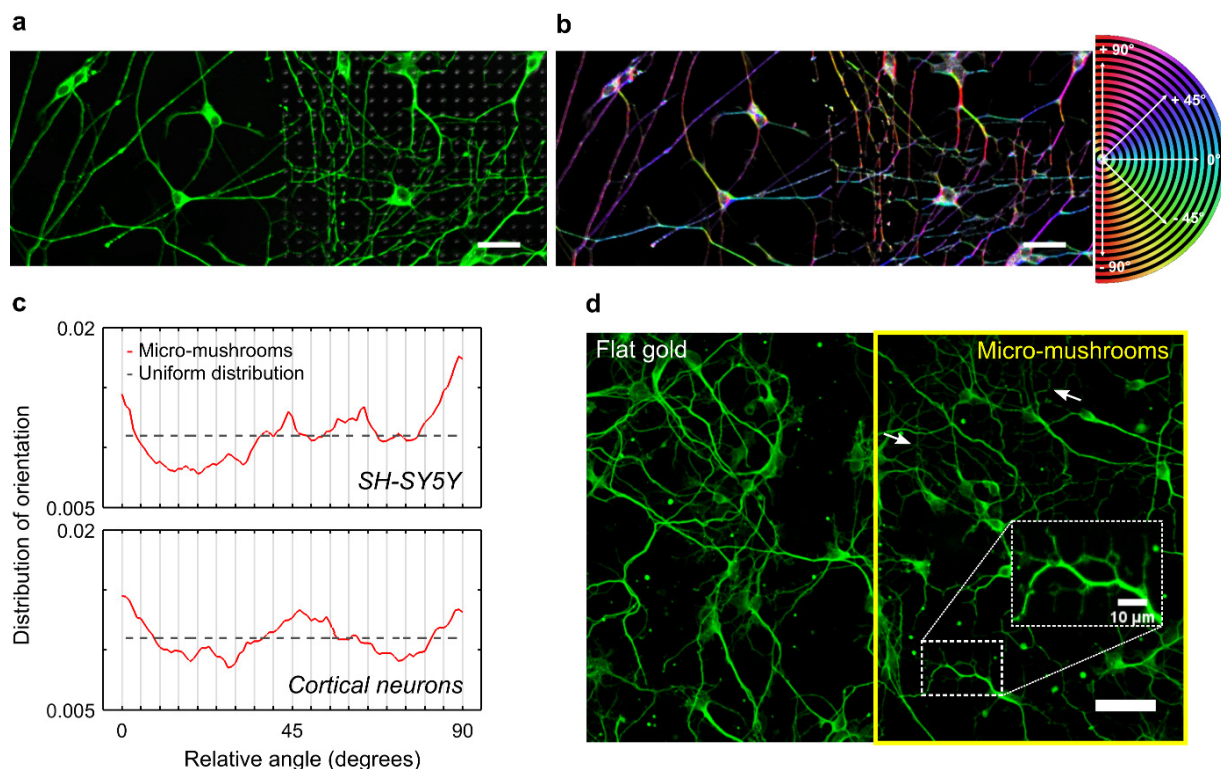 a
b
+ 90°
+ 45°
0°
- 45°
- 90°
c
0.02
- Micro-mushrooms
- Uniform distribution
SH-SY5Y
0.005
0.02
Cortical neurons
0.005
Distribution of orientation
0 45 90
Relative angle (degrees)
d
Flat gold
Micro-mushrooms
10 µm